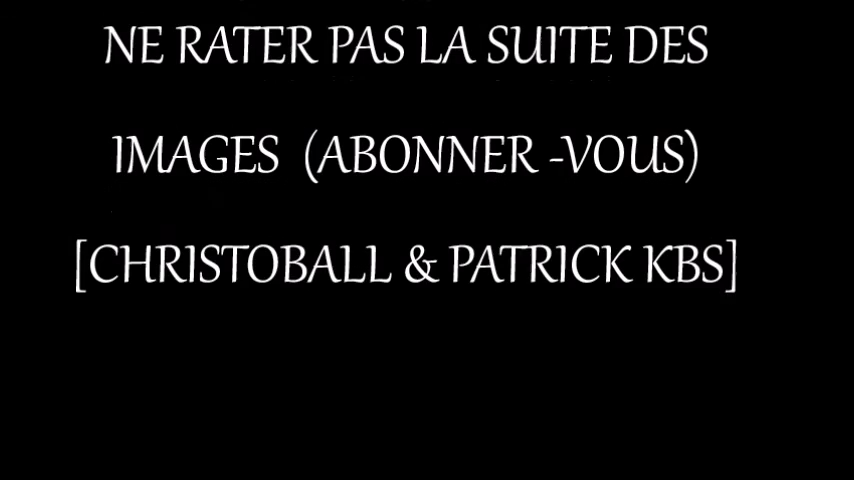 NE RATER PAS LA SUITE DES
IMAGES (ABONNER -VOUS)
[CHRISTOBALL & PATRICK KBS]